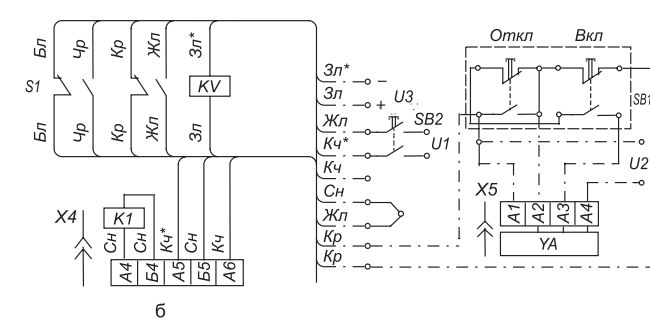 Бл Чр Кр Жл Зл*
S1 KV
Бл Чр Кр Жл Зл
Зл* –
Зл + U3
Жл SB2
Кч* U1
Кч
Сн
Жл
Кр
Кр
Откл Вкл
SB1
U2
X5 A1 A2 A3 A4
YA
X4 K1
Сн Сн Кч* Сн Кч
A4 Б4 A5 Б5 A6
б